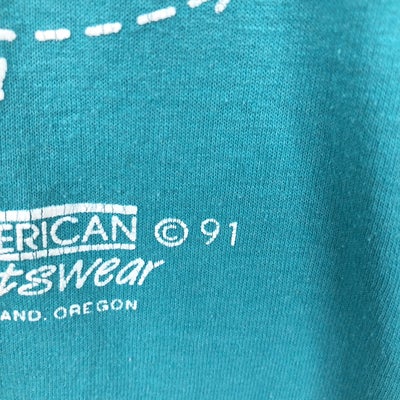 ERICAN © 91
tswear
AND, OREGON